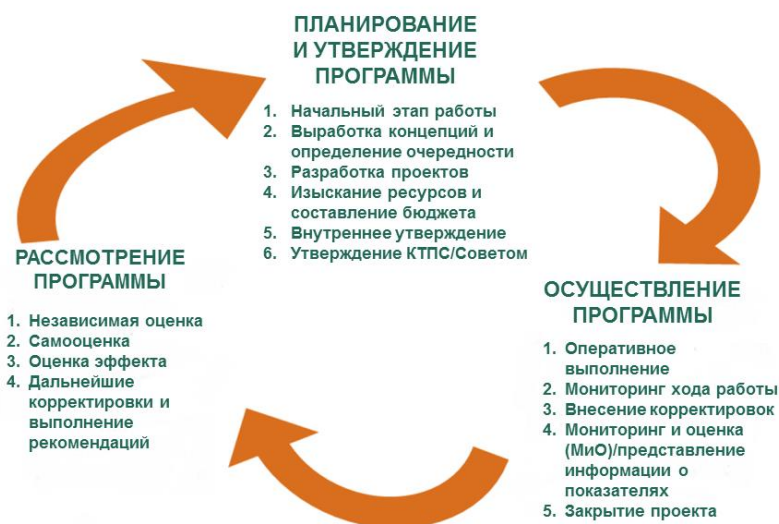 ПЛАНИРОВАНИЕ
И УТВЕРЖДЕНИЕ
ПРОГРАММЫ
1. Начальный этап работы
2. Выработка концепций и
определение очередности
3. Разработка проектов
4. Изыскание ресурсов и
составление бюджета
5. Внутреннее утверждение
6. Утверждение КТПС/Советом
ОСУЩЕСТВЛЕНИЕ
ПРОГРАММЫ
1. Оперативное
выполнение
2. Мониторинг хода работы
3. Внесение корректировок
4. Мониторинг и оценка
(МиО)/представление
информации о
показателях
5. Закрытие проекта
РАССМОТРЕНИЕ
ПРОГРАММЫ
1. Независимая оценка
2. Самооценка
3. Оценка эффекта
4. Дальнейшие
корректировки и
выполнение
рекомендаций